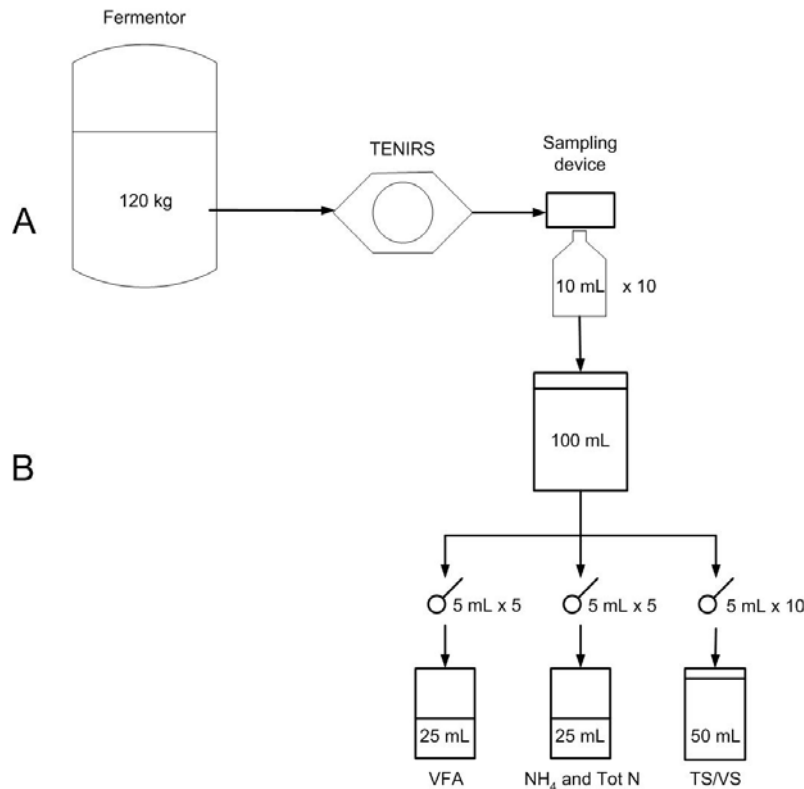 Fermentor
TENIRS
Sampling
device
120 kg
A
10 mL x 10
100 mL
B
5 mL x 5
5 mL x 5
5 mL x 10
25 mL
25 mL
50 mL
VFA
NH₄ and Tot N
TS/VS